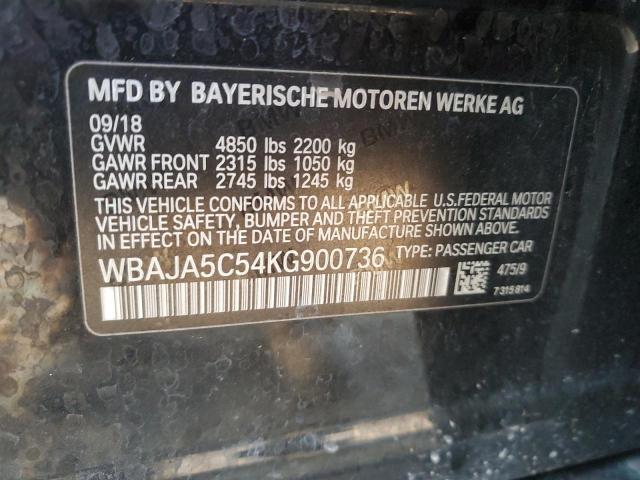 MFD BY BAYERISCHE MOTOREN WERKE AG
09/18
GVWR 4850 lbs 2200 kg
GAWR FRONT 2315 lbs 1050 kg
GAWR REAR 2745 lbs 1245 kg
THIS VEHICLE CONFORMS TO ALL APPLICABLE U.S.FEDERAL MOTOR
VEHICLE SAFETY, BUMPER AND THEFT PREVENTION STANDARDS
IN EFFECT ON THE DATE OF MANUFACTURE SHOWN ABOVE.
WBAJA5C54KG900736 TYPE: PASSENGER CAR
475/9
7315814